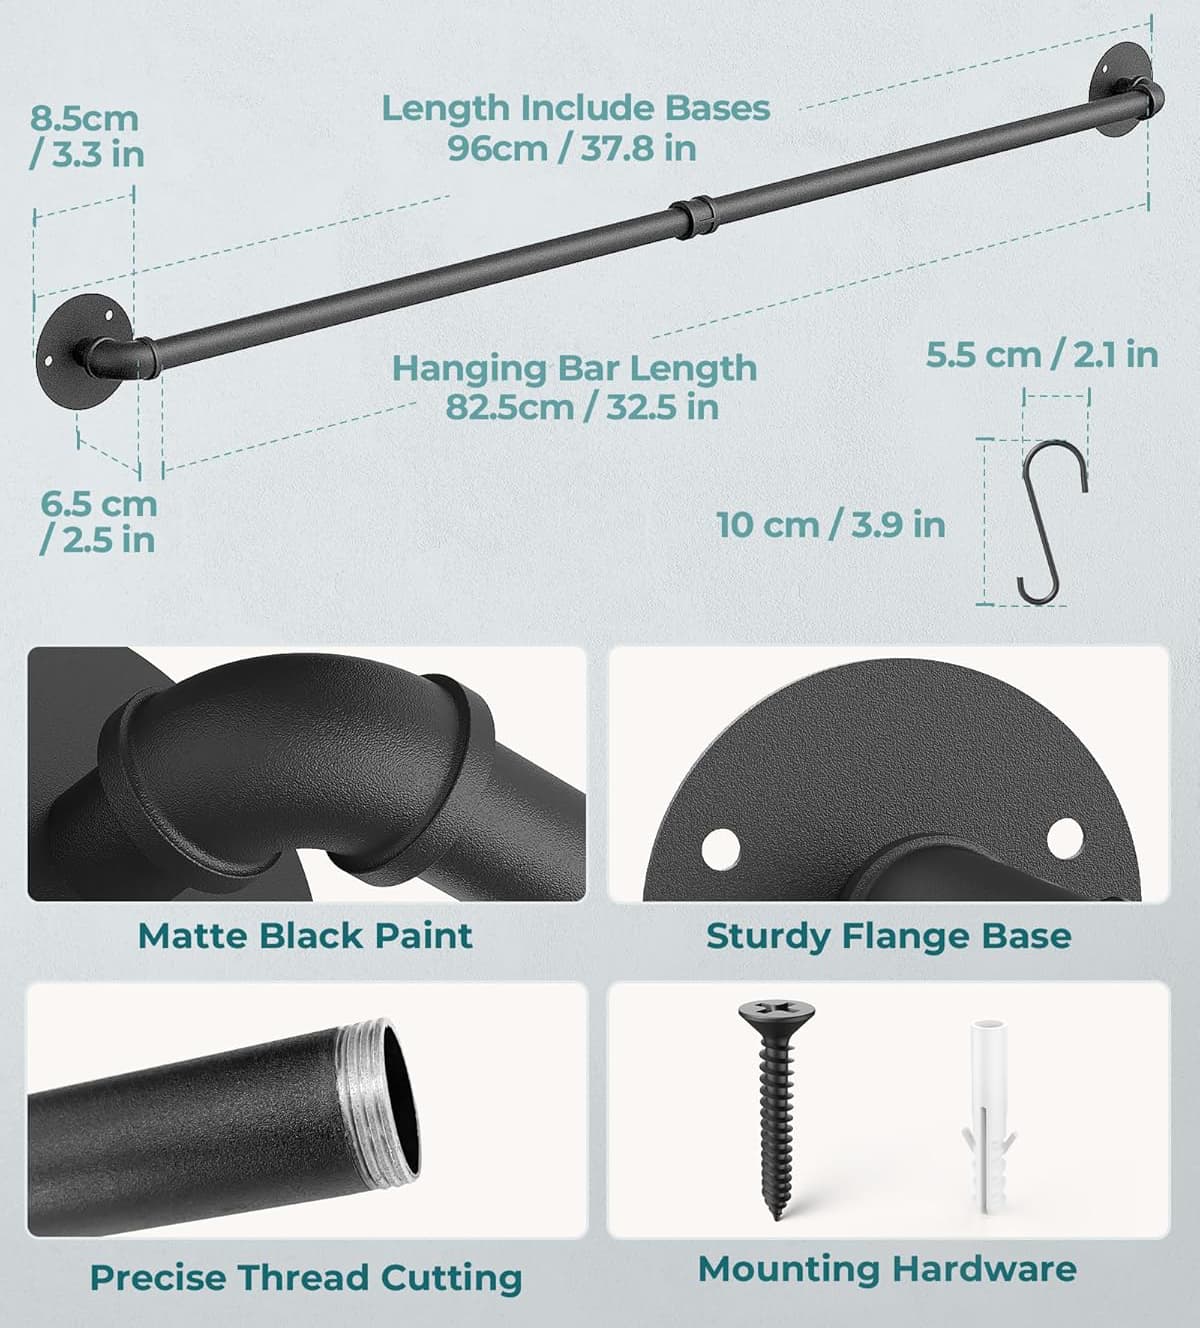 8.5cm
/ 3.3 in
Length Include Bases
96cm / 37.8 in
Hanging Bar Length
82.5cm / 32.5 in
6.5 cm
/ 2.5 in
5.5 cm / 2.1 in
10 cm / 3.9 in
Matte Black Paint
Sturdy Flange Base
Precise Thread Cutting
Mounting Hardware